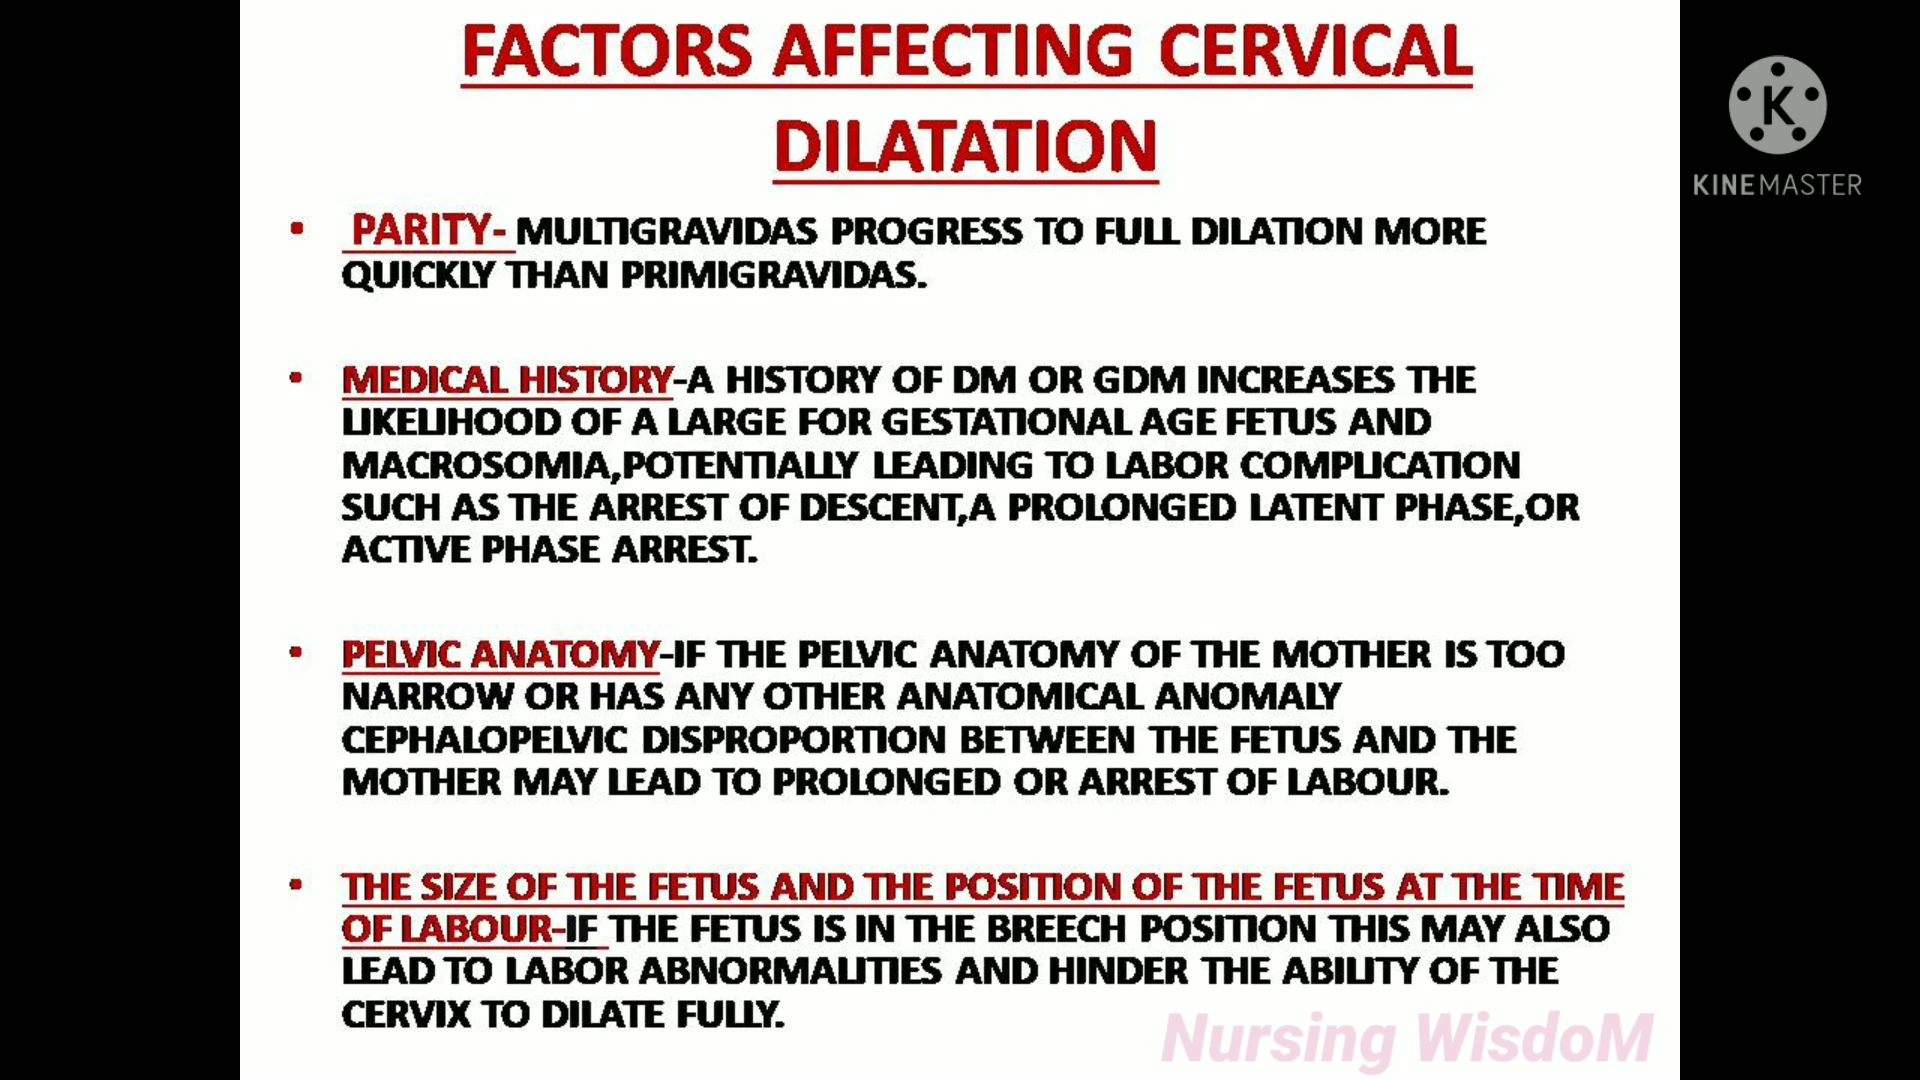 FACTORS AFFECTING CERVICAL
DILATATION
• PARITY- MULTIGRAVIDAS PROGRESS TO FULL DILATION MORE
QUICKLY THAN PRIMIGRAVIDAS.
• MEDICAL HISTORY-A HISTORY OF DM OR GDM INCREASES THE
LIKELIHOOD OF A LARGE FOR GESTATIONAL AGE FETUS AND
MACROSOMIA,POTENTIALLY LEADING TO LABOR COMPLICATION
SUCH AS THE ARREST OF DESCENT,A PROLONGED LATENT PHASE,OR
ACTIVE PHASE ARREST.
• PELVIC ANATOMY-IF THE PELVIC ANATOMY OF THE MOTHER IS TOO
NARROW OR HAS ANY OTHER ANATOMICAL ANOMALY
CEPHALOPELVIC DISPROPORTION BETWEEN THE FETUS AND THE
MOTHER MAY LEAD TO PROLONGED OR ARREST OF LABOUR.
• THE SIZE OF THE FETUS AND THE POSITION OF THE FETUS AT THE TIME
OF LABOUR-IF THE FETUS IS IN THE BREECH POSITION THIS MAY ALSO
LEAD TO LABOR ABNORMALITIES AND HINDER THE ABILITY OF THE
CERVIX TO DILATE FULLY.
Nursing WisdoM
K
KINEMASTER